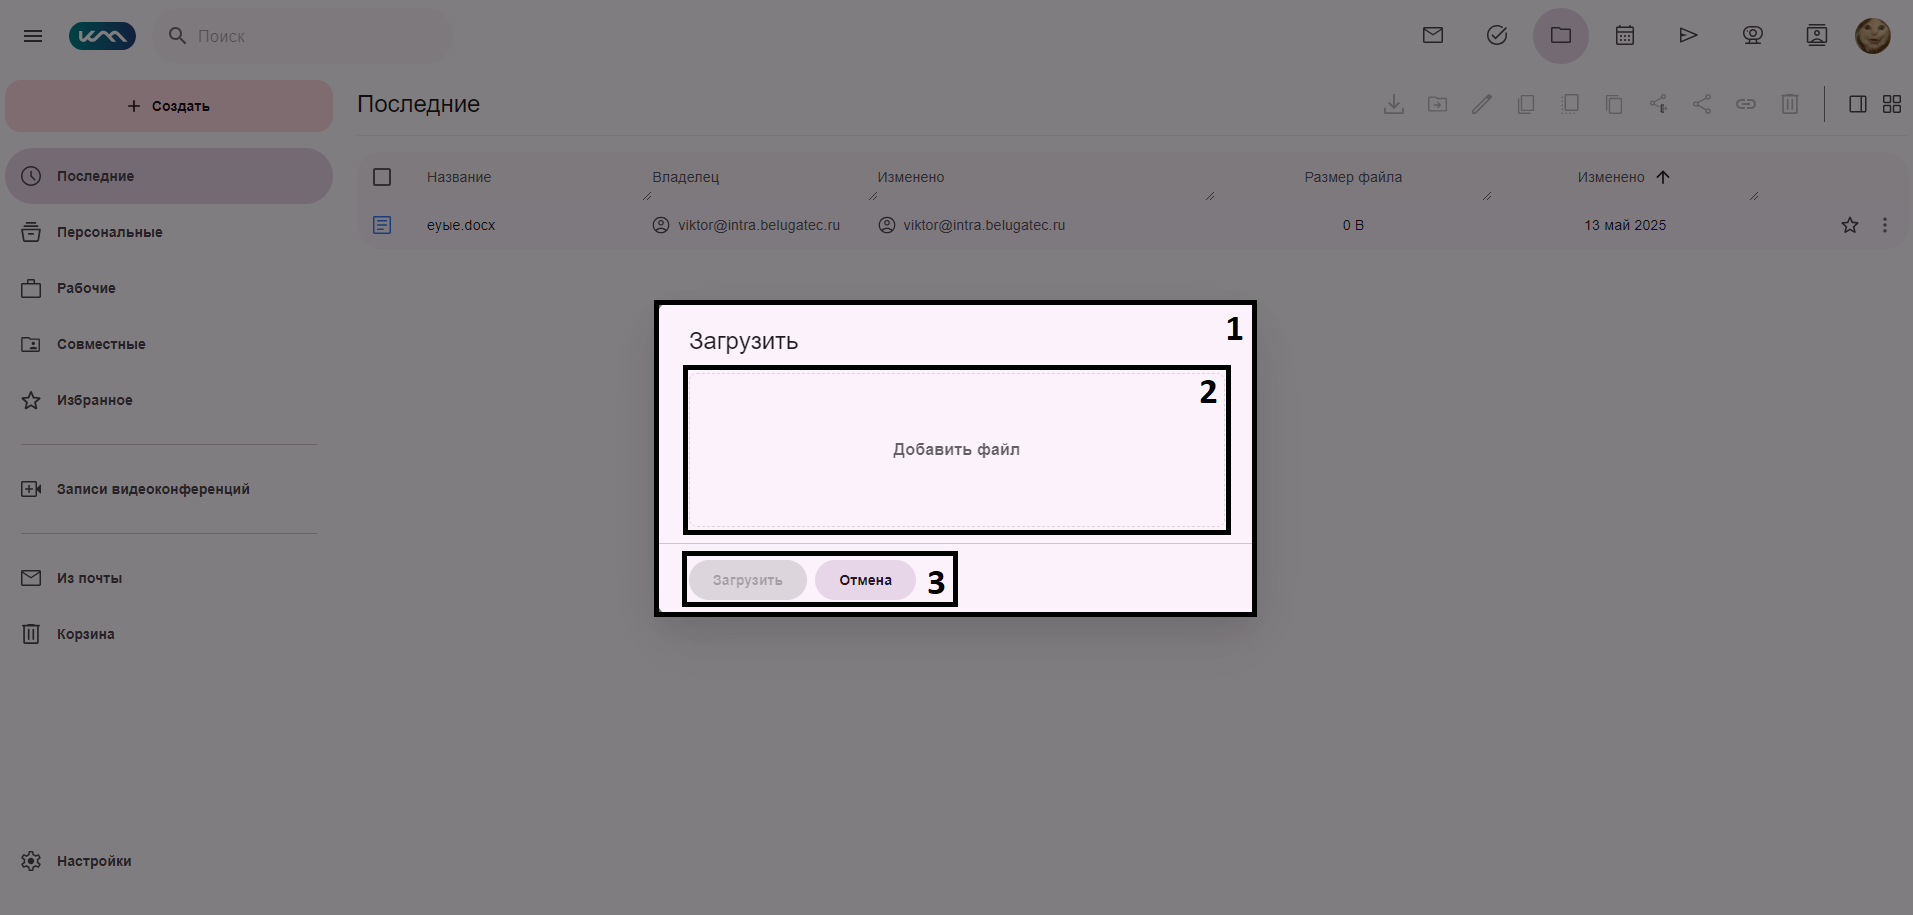 Поиск
Создать
Последние
Последние
Персональные
Рабочие
Совместные
Избранное
Записи видеоконференций
Из почты
Корзина
Настройки
Название Владелец Изменено Размер файла Изменено
еуые.docx viktor@intra.belugatec.ru viktor@intra.belugatec.ru 0 B 13 май 2025
1
Загрузить
2
Добавить файл
Загрузить Отмена 3